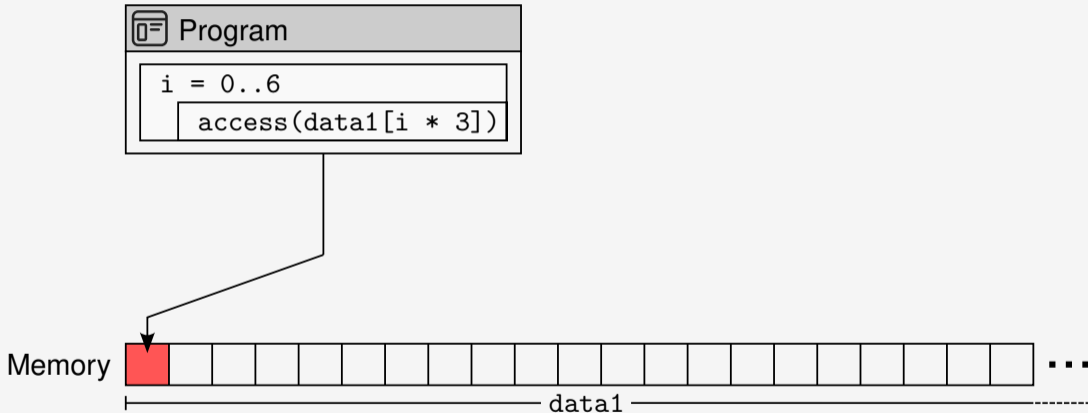 Program
i = 0..6
access(data1[i * 3])
Memory
...
data1